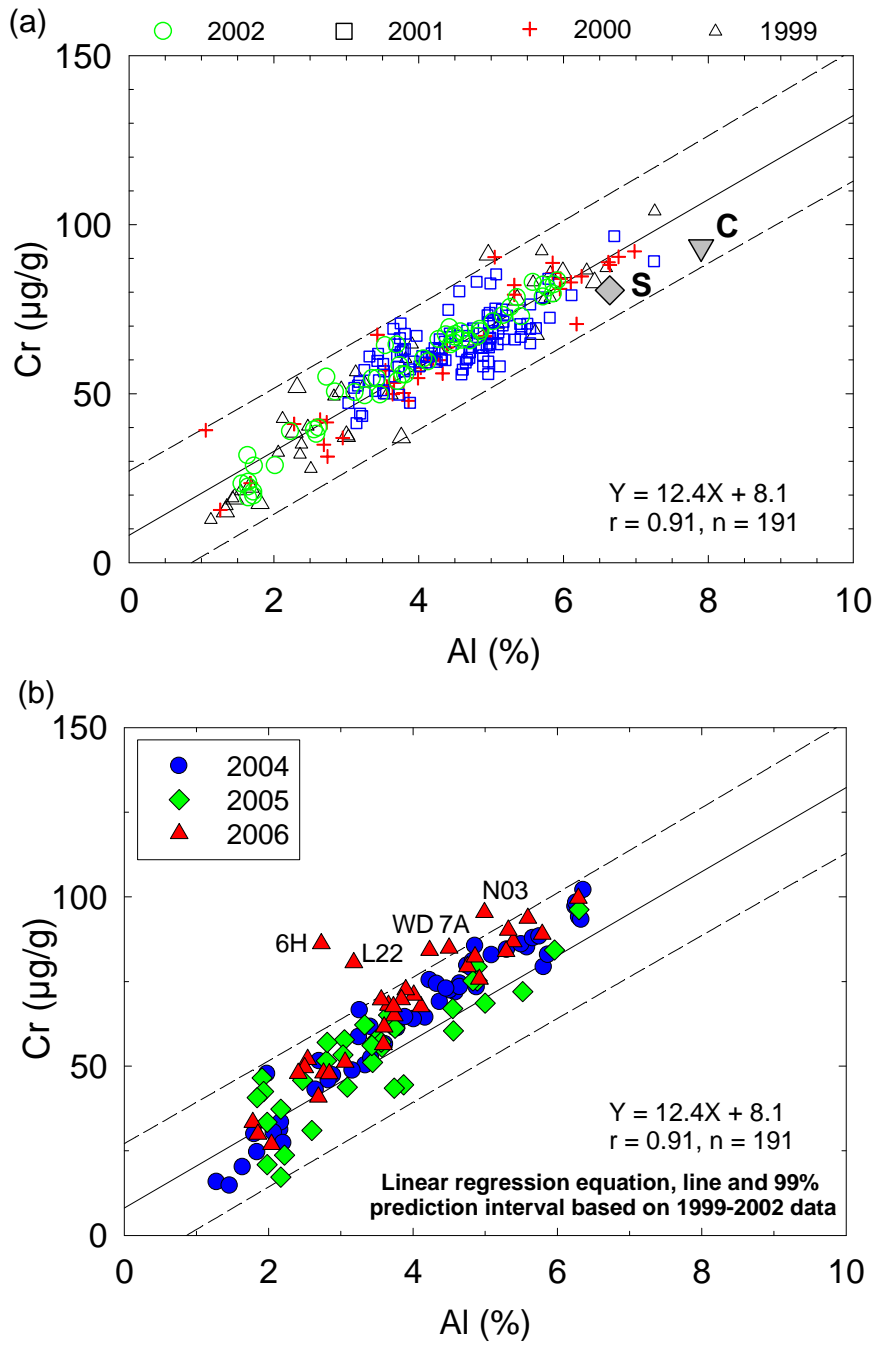 (a)
2002 2001 2000 1999
150
100
50
0
Cr (µg/g)
C
S
Y = 12.4X + 8.1
r = 0.91, n = 191
0 2 4 6 8 10
Al (%)
(b)
150
100
50
0
Cr (µg/g)
2004
2005
2006
N03
WD 7A
6H
L22
Y = 12.4X + 8.1
r = 0.91, n = 191
Linear regression equation, line and 99%
prediction interval based on 1999-2002 data
0 2 4 6 8 10
Al (%)